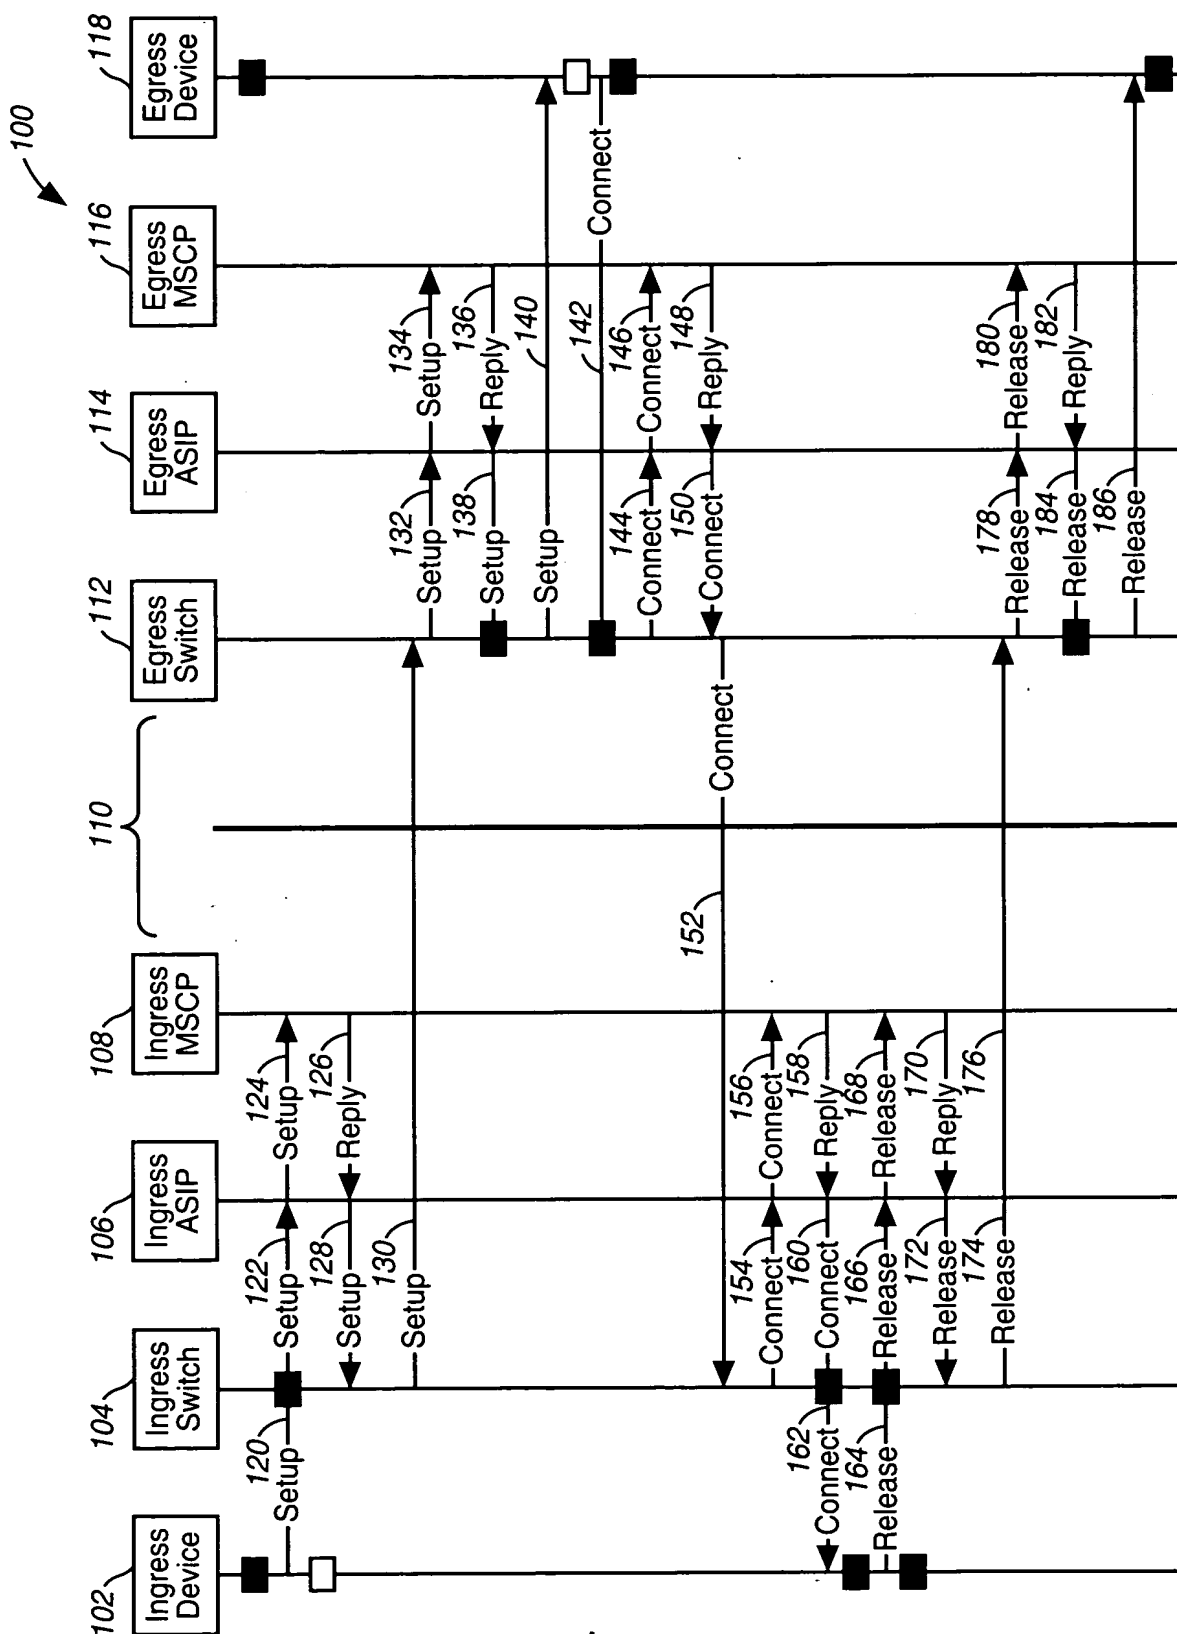 100
102
Ingress
Device
104
Ingress
Switch
106
Ingress
ASIP
108
Ingress
MSCP
110
112
Egress
Switch
114
Egress
ASIP
116
Egress
MSCP
118
Egress
Device
120
Setup
122
Setup
124
Setup
126
Reply
128
Setup
130
Setup
132
Setup
134
Setup
136
Reply
138
Setup
140
Setup
142
Connect
144
Connect
146
Connect
148
Reply
150
Connect
152
Connect
154
Connect
156
Connect
158
Reply
160
Connect
162
Connect
164
Release
166
Release
168
Release
170
Reply
172
Release
174
Release
176
178
Release
180
Release
182
Reply
184
Release
186
Release